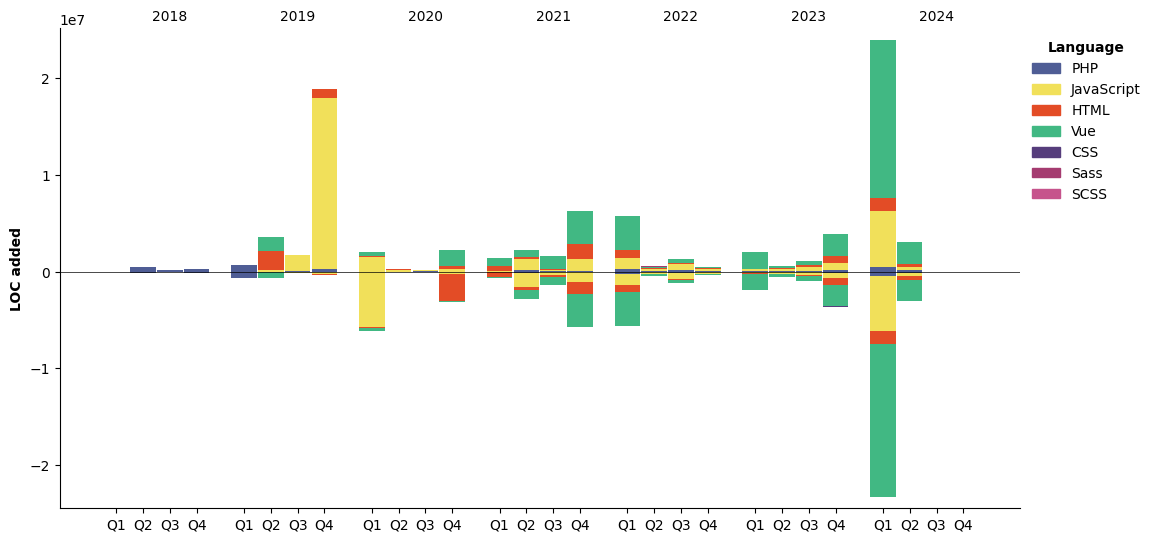 2018 2019 2020 2021 2022 2023 2024
1e7
Language
PHP
JavaScript
HTML
Vue
CSS
Sass
SCSS
2
1
0
−1
−2
LOC added
Q1 Q2 Q3 Q4 Q1 Q2 Q3 Q4 Q1 Q2 Q3 Q4 Q1 Q2 Q3 Q4 Q1 Q2 Q3 Q4 Q1 Q2 Q3 Q4 Q1 Q2 Q3 Q4